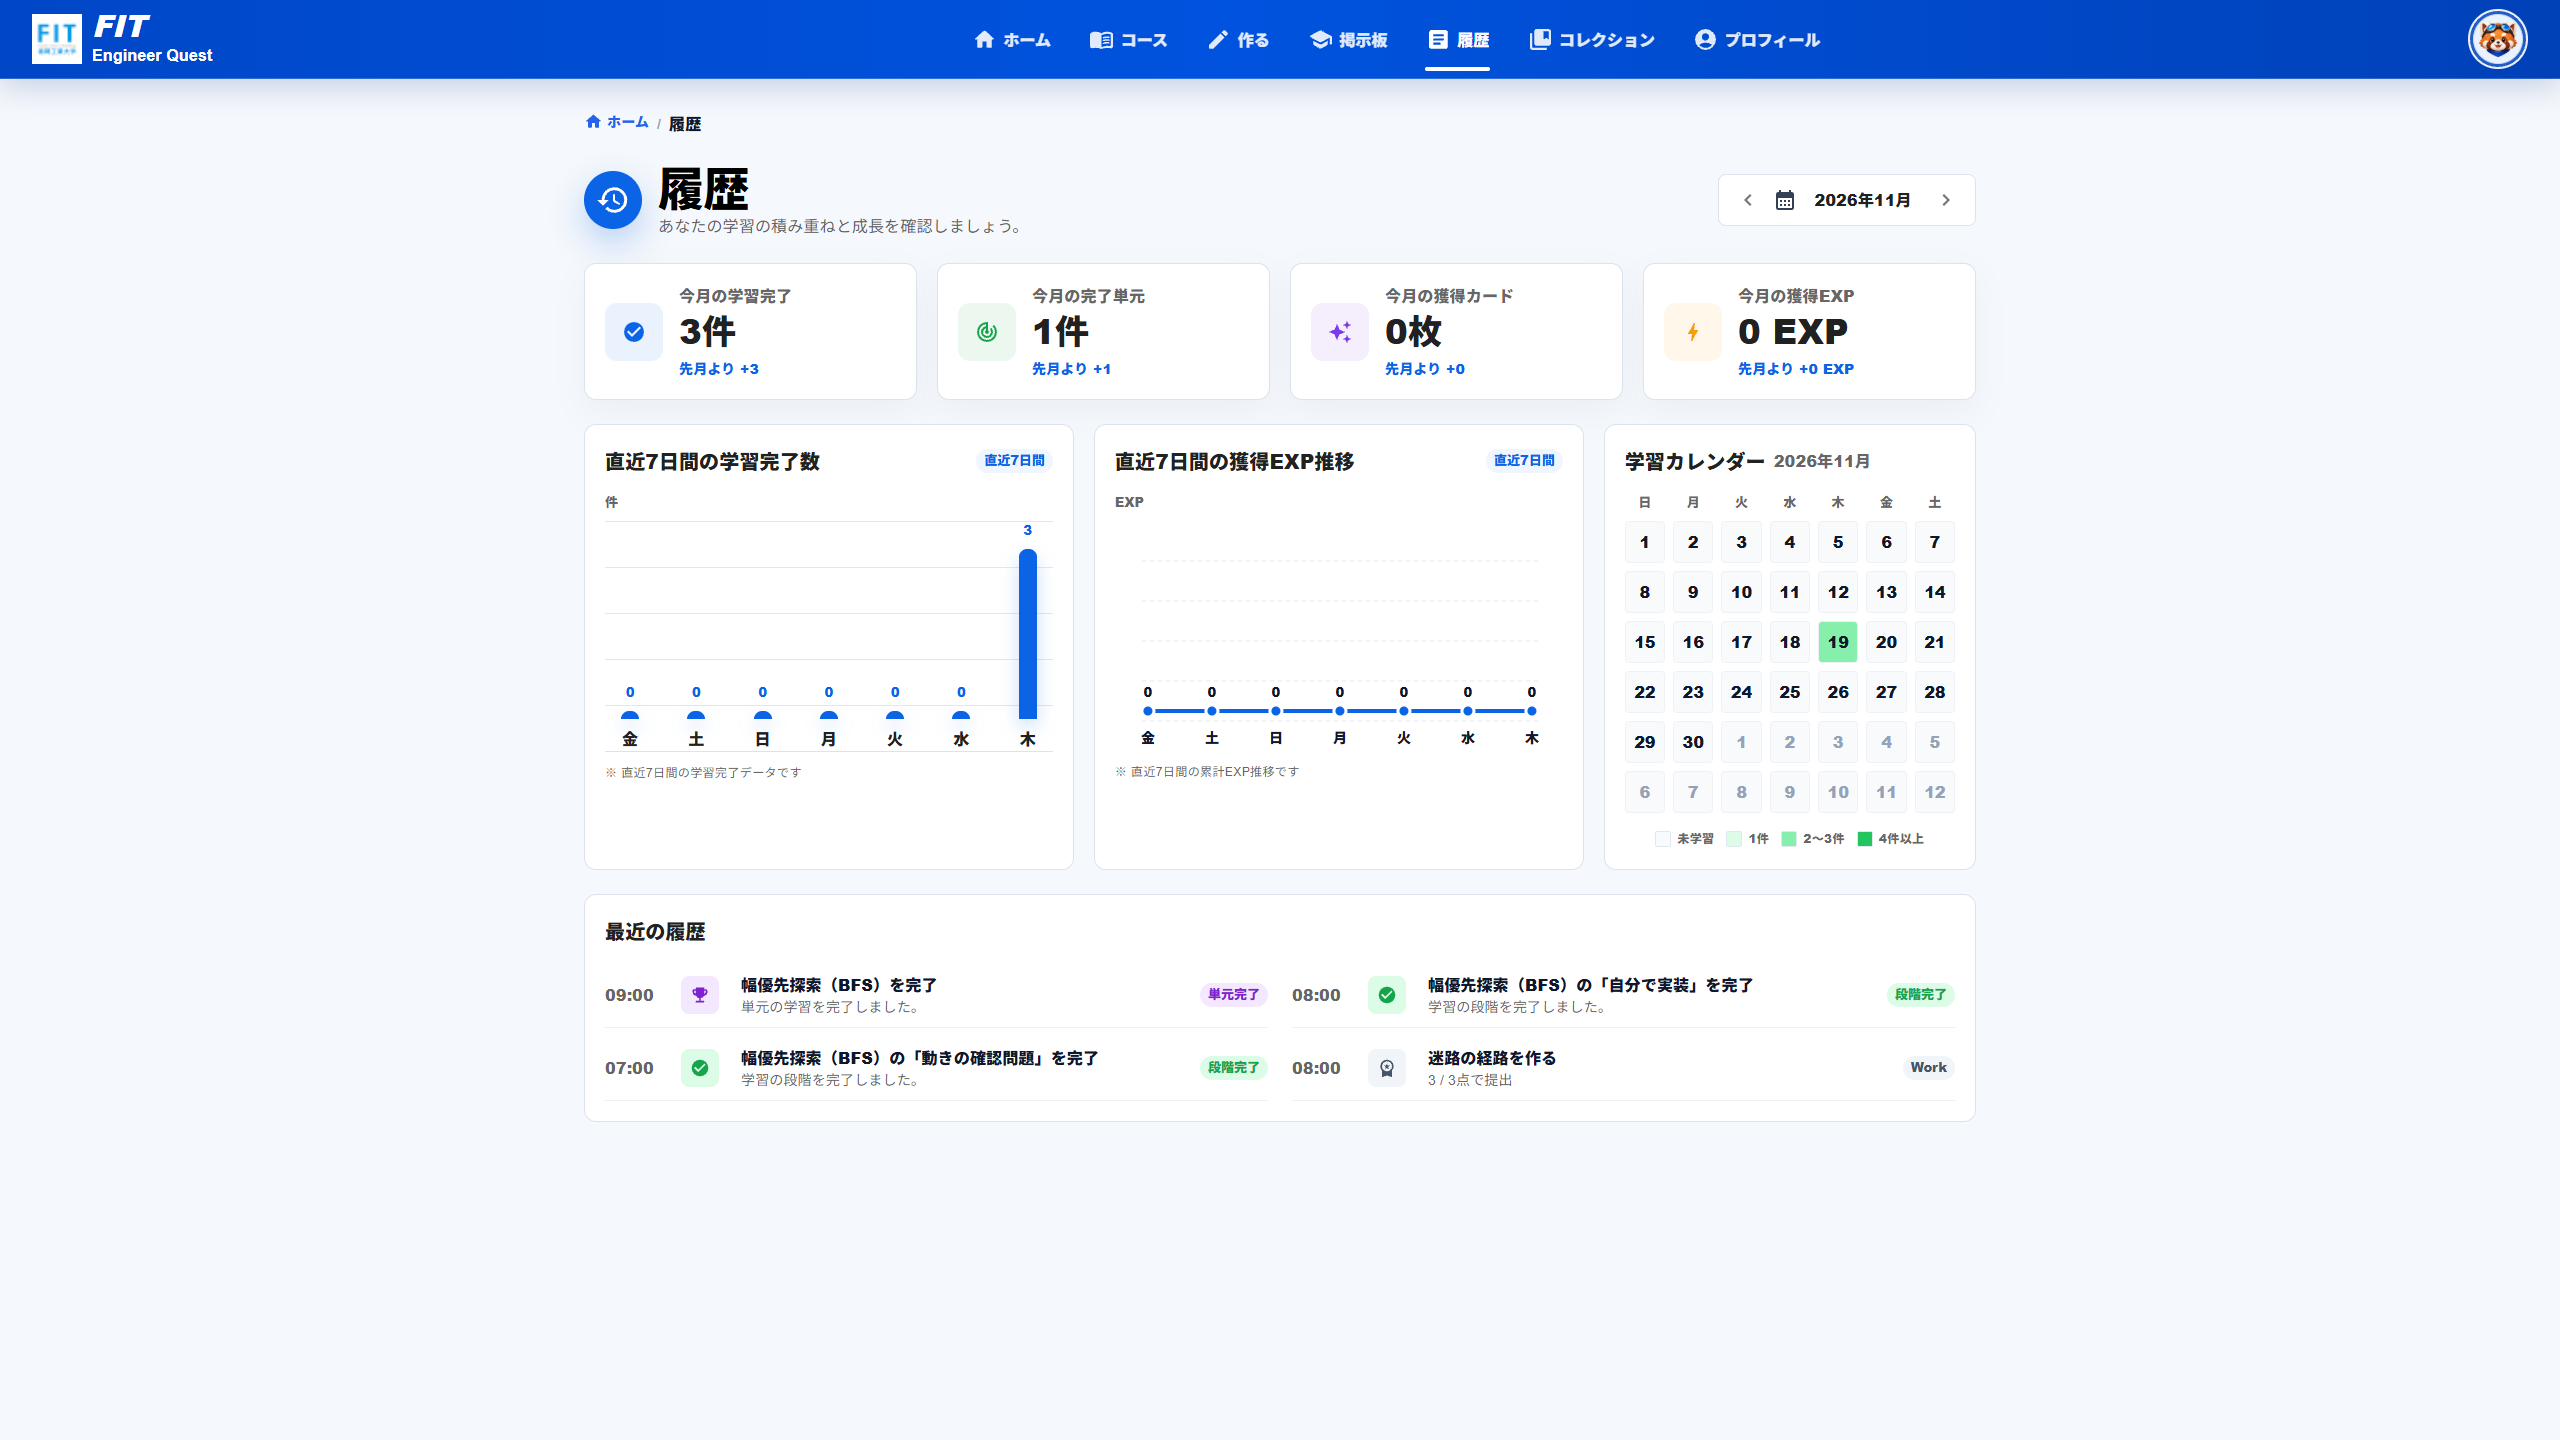 FIT
FIT
Engineer Quest
ホーム
コース
作る
掲示板
履歴
コレクション
プロフィール
ホーム / 履歴
履歴
あなたの学習の積み重ねと成長を確認しましょう。
2026年11月
今月の学習完了
3件
先月より +3
今月の完了単元
1件
先月より +1
今月の獲得カード
0枚
先月より +0
今月の獲得EXP
0 EXP
先月より +0 EXP
直近7日間の学習完了数
直近7日間
件
3
0 0 0 0 0 0
金 土 日 月 火 水 木
※ 直近7日間の学習完了データです
直近7日間の獲得EXP推移
直近7日間
EXP
0 0 0 0 0 0 0
金 土 日 月 火 水 木
※ 直近7日間の累計EXP推移です
学習カレンダー 2026年11月
日 月 火 水 木 金 土
1 2 3 4 5 6 7
8 9 10 11 12 13 14
15 16 17 18 19 20 21
22 23 24 25 26 27 28
29 30 1 2 3 4 5
6 7 8 9 10 11 12
未学習 1件 2〜3件 4件以上
最近の履歴
09:00
幅優先探索（BFS）を完了
単元の学習を完了しました。
単元完了
08:00
幅優先探索（BFS）の「自分で実装」を完了
学習の段階を完了しました。
段階完了
07:00
幅優先探索（BFS）の「動きの確認問題」を完了
学習の段階を完了しました。
段階完了
08:00
迷路の経路を作る
3 / 3点で提出
Work